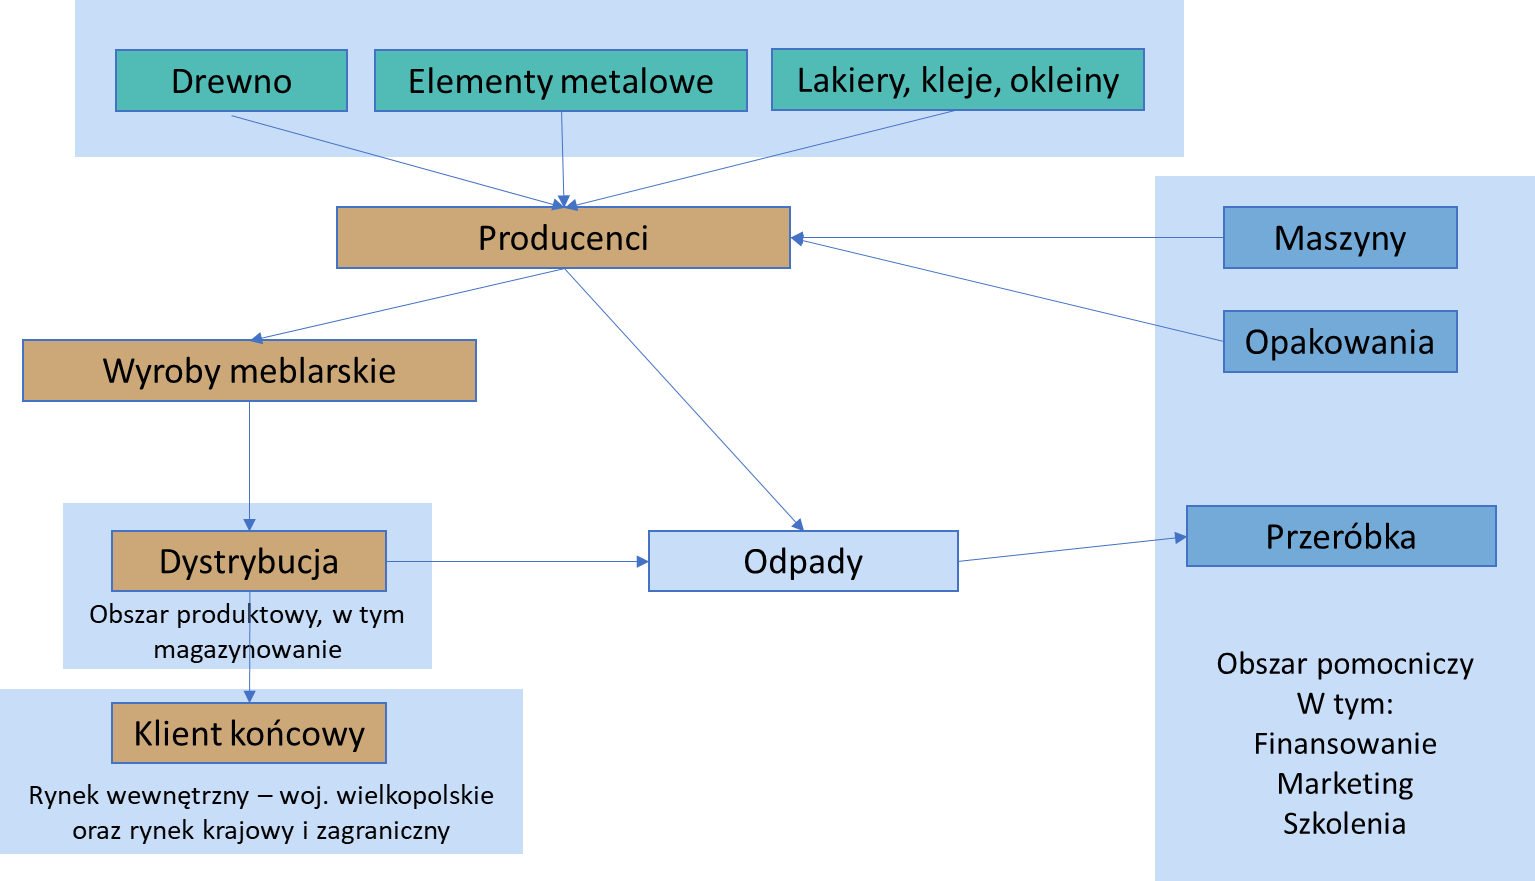 Drewno
Elementy metalowe
Lakiery, kleje, okleiny
Producenci
Maszyny
Opakowania
Wyroby meblarskie
Dystrybucja
Obszar produktowy, w tym
magazynowanie
Odpady
Przeróbka
Klient końcowy
Rynek wewnętrzny – woj. wielkopolskie
oraz rynek krajowy i zagraniczny
Obszar pomocniczy
W tym:
Finansowanie
Marketing
Szkolenia